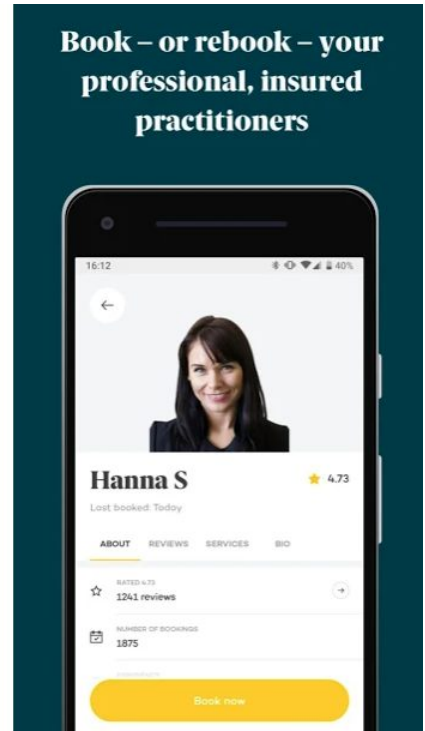 Book – or rebook – your
professional, insured
practitioners
16:12
40%
Hanna S
4.73
Last booked: Today
ABOUT REVIEWS SERVICES BIO
RATED 4.73
1241 reviews
NUMBER OF BOOKINGS
1875
Book now